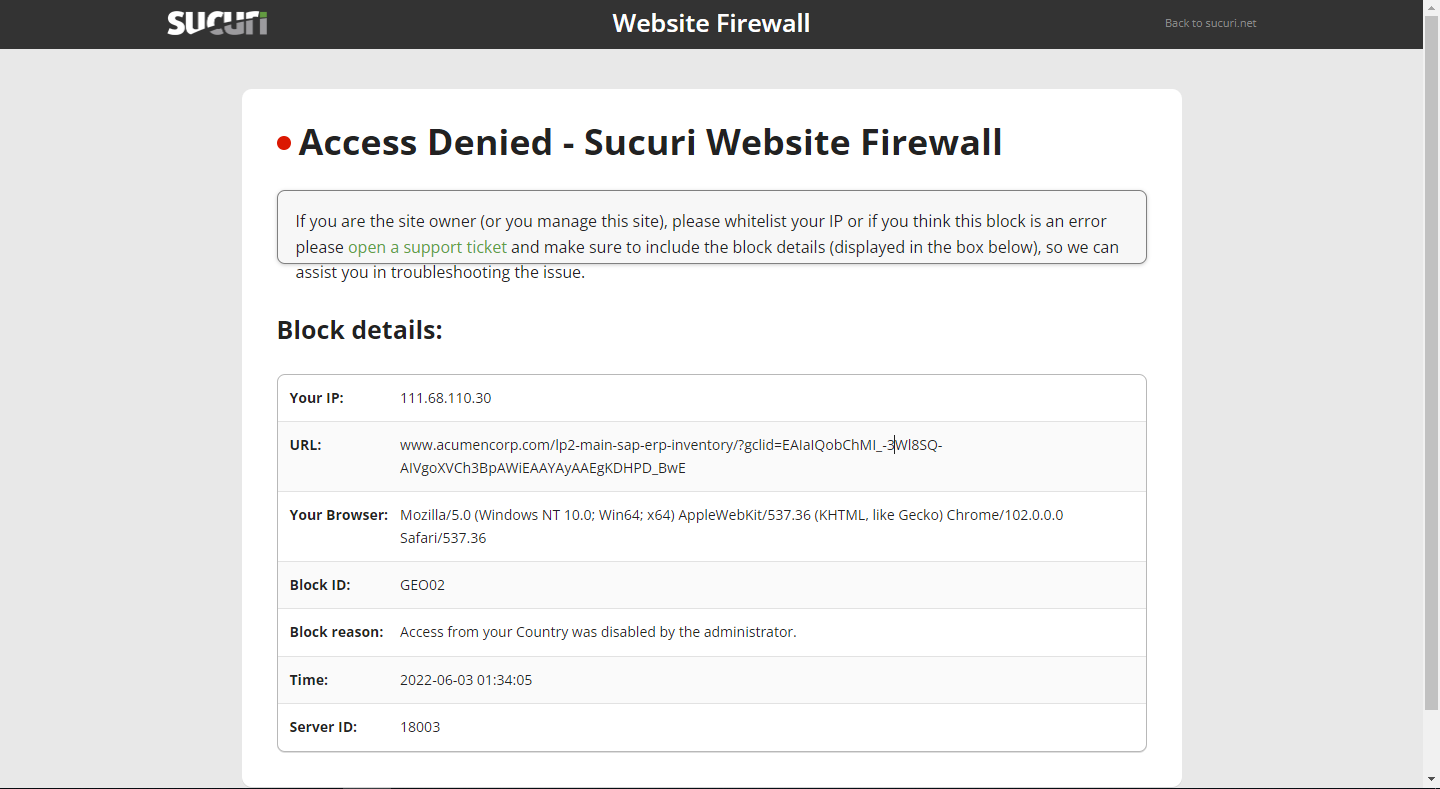 sucuri
Website Firewall
Back to sucuri.net
Access Denied - Sucuri Website Firewall
If you are the site owner (or you manage this site), please whitelist your IP or if you think this block is an error
please open a support ticket and make sure to include the block details (displayed in the box below), so we can
assist you in troubleshooting the issue.
Block details:
Your IP: 111.68.110.30
URL: www.acumencorp.com/lp2-main-sap-erp-inventory/?gclid=EAIaIQobChMI_-3Wl8SQ-
AIVgoXVCh3BpAWiEAAYAyAAEgKDHPD_BwE
Your Browser: Mozilla/5.0 (Windows NT 10.0; Win64; x64) AppleWebKit/537.36 (KHTML, like Gecko) Chrome/102.0.0.0
Safari/537.36
Block ID: GEO02
Block reason: Access from your Country was disabled by the administrator.
Time: 2022-06-03 01:34:05
Server ID: 18003